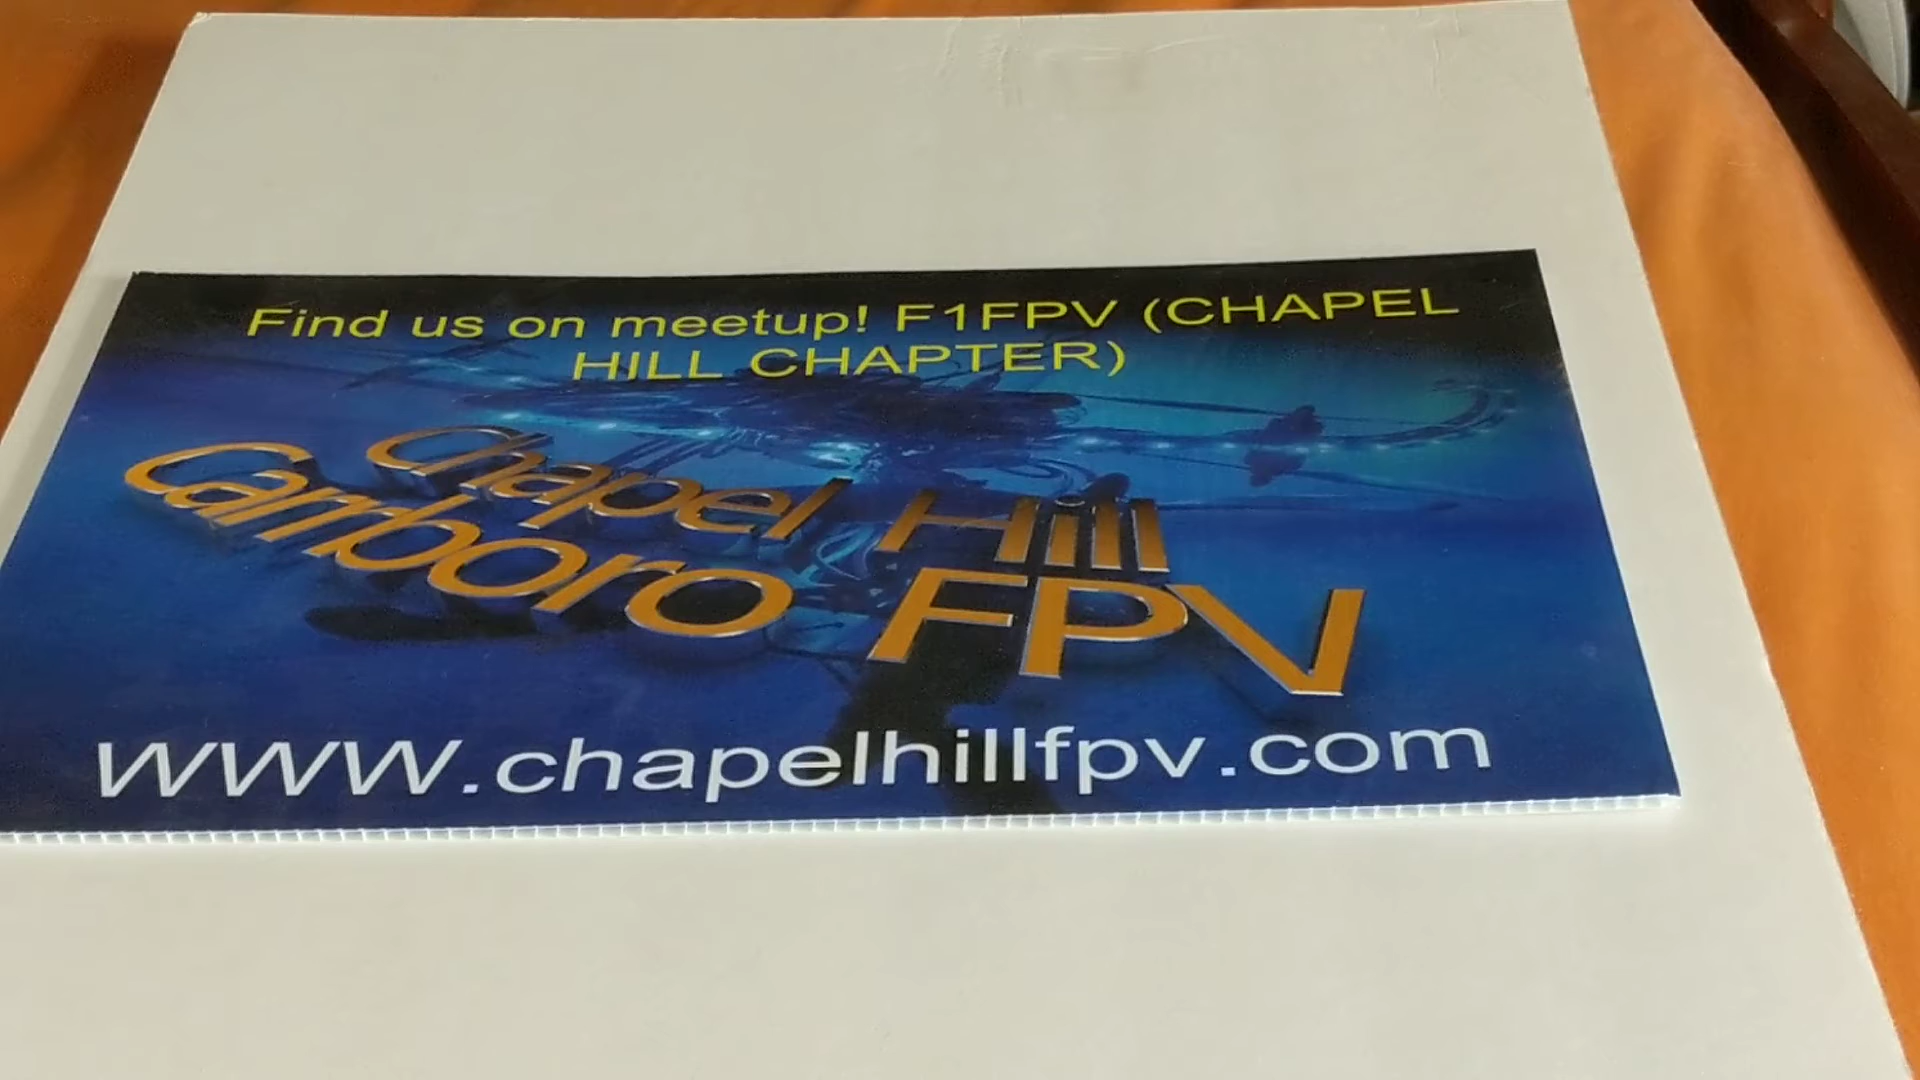 Find us on meetup! F1FPV (CHAPEL
HILL CHAPTER)
Chapel Hill
Carrboro FPV
www.chapelhillfpv.com